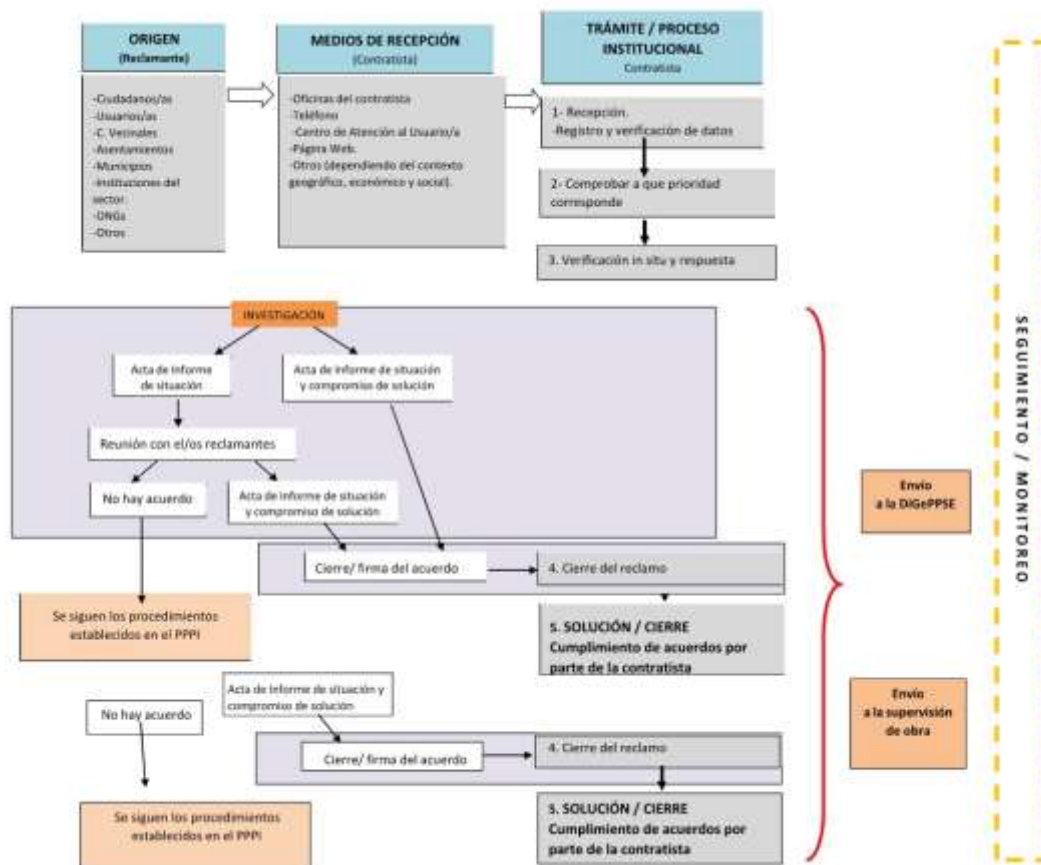 ORIGEN
(Reclamante)
-Ciudadanos/as
-Usuarios/as
-C. Vecinales
-Asentamientos
-Municipios
-Instituciones del
sector.
-ONGs
-Otros
MEDIOS DE RECEPCIÓN
(Contratista)
-Oficinas del contratista
-Teléfono
-Centro de Atención al Usuario/a
-Página Web.
-Otros (dependiendo del contexto
geográfico, económico y social).
TRÁMITE / PROCESO
INSTITUCIONAL
Contratista
1- Recepción.
-Registro y verificación de datos
2- Comprobar a que prioridad
corresponde
3. Verificación in situ y respuesta
INVESTIGACIÓN
Acta de Informe
de situación
Acta de informe de situación
y compromiso de solución
Reunión con el/os reclamantes
No hay acuerdo
Acta de Informe de situación
y compromiso de solución
Cierre/ firma del acuerdo
4. Cierre del reclamo
Se siguen los procedimientos
establecidos en el PPPI
5. SOLUCIÓN / CIERRE
Cumplimiento de acuerdos por
parte de la contratista
Acta de Informe de situación y
compromiso de solución
No hay acuerdo
Cierre/ firma del acuerdo
4. Cierre del reclamo
Se siguen los procedimientos
establecidos en el PPPI
5. SOLUCIÓN / CIERRE
Cumplimiento de acuerdos por
parte de la contratista
Envío
a la DiGePPSE
Envío
a la supervisión
de obra
SEGUIMIENTO / MONITOREO